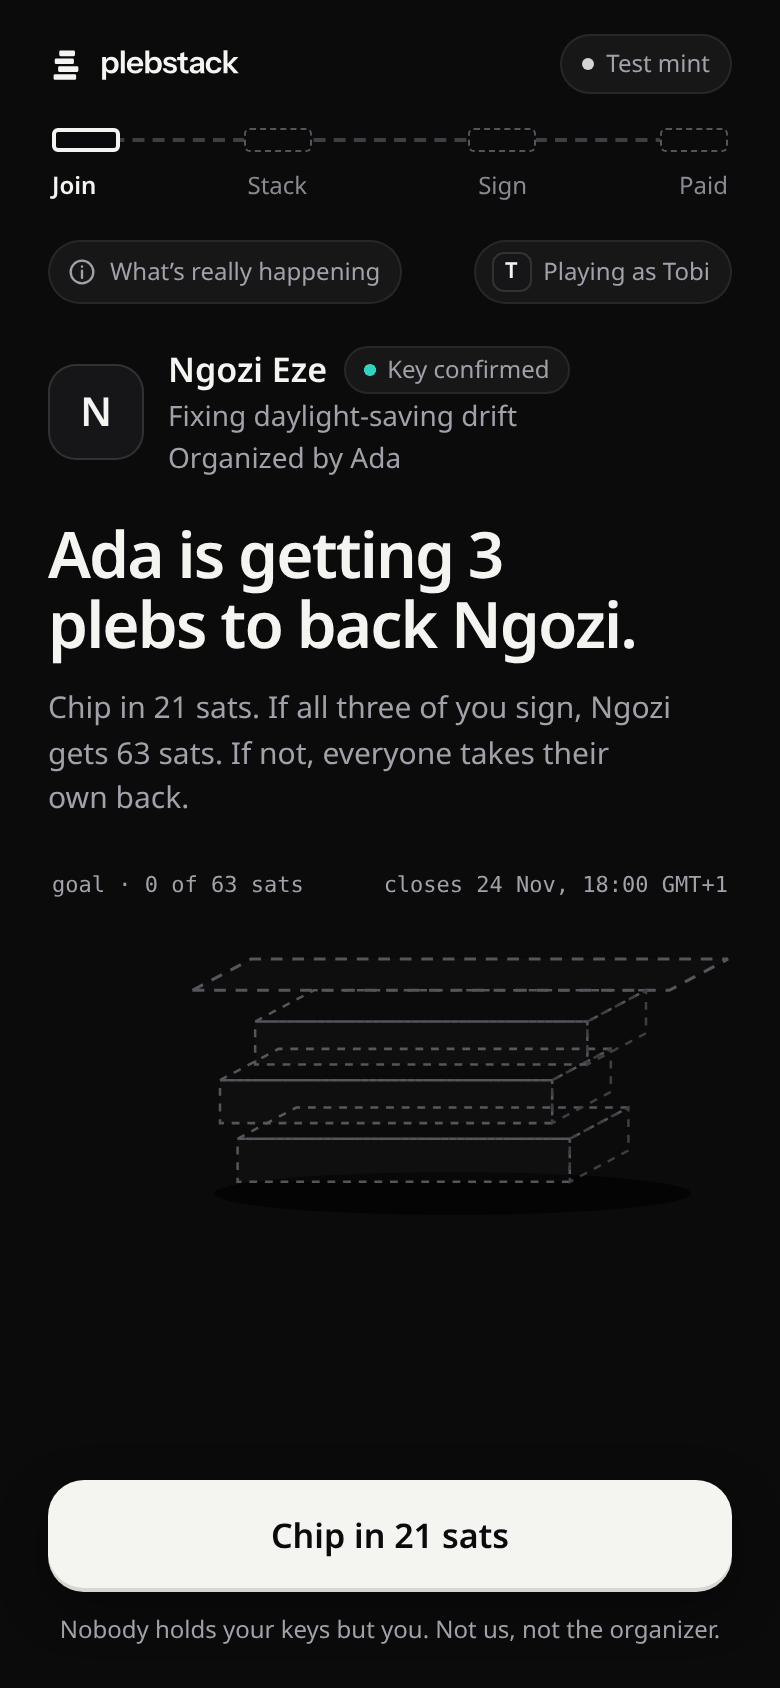 plebstack
Test mint
Join
Stack
Sign
Paid
What’s really happening
T
Playing as Tobi
N
Ngozi Eze
Key confirmed
Fixing daylight-saving drift
Organized by Ada
Ada is getting 3
plebs to back Ngozi.
Chip in 21 sats. If all three of you sign, Ngozi
gets 63 sats. If not, everyone takes their
own back.
goal · 0 of 63 sats
closes 24 Nov, 18:00 GMT+1
Chip in 21 sats
Nobody holds your keys but you. Not us, not the organizer.